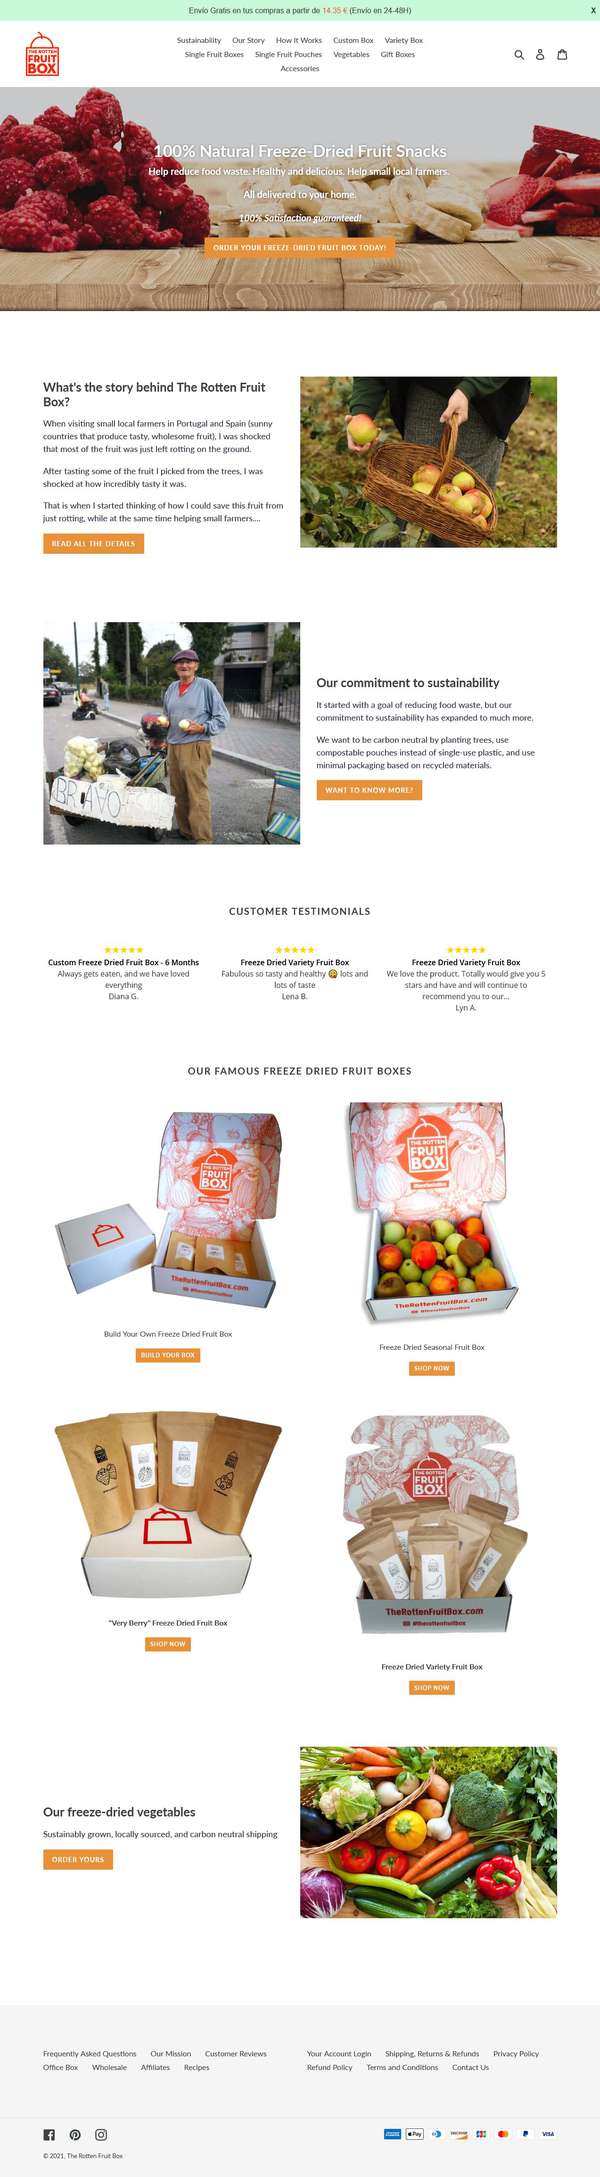 Envío Gratis en tus compras a partir de 14.35 € (Envío en 24-48H)
X
THE ROTTEN
FRUIT
BOX
Sustainability Our Story How It Works Custom Box Variety Box
Single Fruit Boxes Single Fruit Pouches Vegetables Gift Boxes
Accessories
100% Natural Freeze-Dried Fruit Snacks
Help reduce food waste. Healthy and delicious. Help small local farmers.
All delivered to your home.
100% Satisfaction guaranteed!
ORDER YOUR FREEZE-DRIED FRUIT BOX TODAY!
What's the story behind The Rotten Fruit
Box?
When visiting small local farmers in Portugal and Spain (sunny
countries that produce tasty, wholesome fruit), I was shocked
that most of the fruit was just left rotting on the ground.
After tasting some of the fruit I picked from the trees, I was
shocked at how incredibly tasty it was.
That is when I started thinking of how I could save this fruit from
just rotting, while at the same time helping small farmers....
READ ALL THE DETAILS
BRAVO
Our commitment to sustainability
It started with a goal of reducing food waste, but our
commitment to sustainability has expanded to much more.
We want to be carbon neutral by planting trees, use
compostable pouches instead of single-use plastic, and use
minimal packaging based on recycled materials.
WANT TO KNOW MORE?
CUSTOMER TESTIMONIALS
Custom Freeze Dried Fruit Box - 6 Months
Always gets eaten, and we have loved
everything
Diana G.
Freeze Dried Variety Fruit Box
Fabulous so tasty and healthy 😋 lots and
lots of taste
Lena B.
Freeze Dried Variety Fruit Box
We love the product. Totally would give you 5
stars and have and will continue to
recommend you to our...
Lyn A.
OUR FAMOUS FREEZE DRIED FRUIT BOXES
THE ROTTEN
FRUIT
BOX
TheRottenFruitBox.com
Build Your Own Freeze Dried Fruit Box
BUILD YOUR BOX
THE ROTTEN
FRUIT
BOX
TheRottenFruitBox.com
Freeze Dried Seasonal Fruit Box
SHOP NOW
"Very Berry" Freeze Dried Fruit Box
SHOP NOW
THE ROTTEN
FRUIT
BOX
TheRottenFruitBox.com
#therottenfruitbox
Freeze Dried Variety Fruit Box
SHOP NOW
Our freeze-dried vegetables
Sustainably grown, locally sourced, and carbon neutral shipping
ORDER YOURS
Frequently Asked Questions Our Mission Customer Reviews
Office Box Wholesale Affiliates Recipes
Your Account Login Shipping, Returns & Refunds Privacy Policy
Refund Policy Terms and Conditions Contact Us
Pay
DISCOVER
JCB
VISA
© 2021, The Rotten Fruit Box